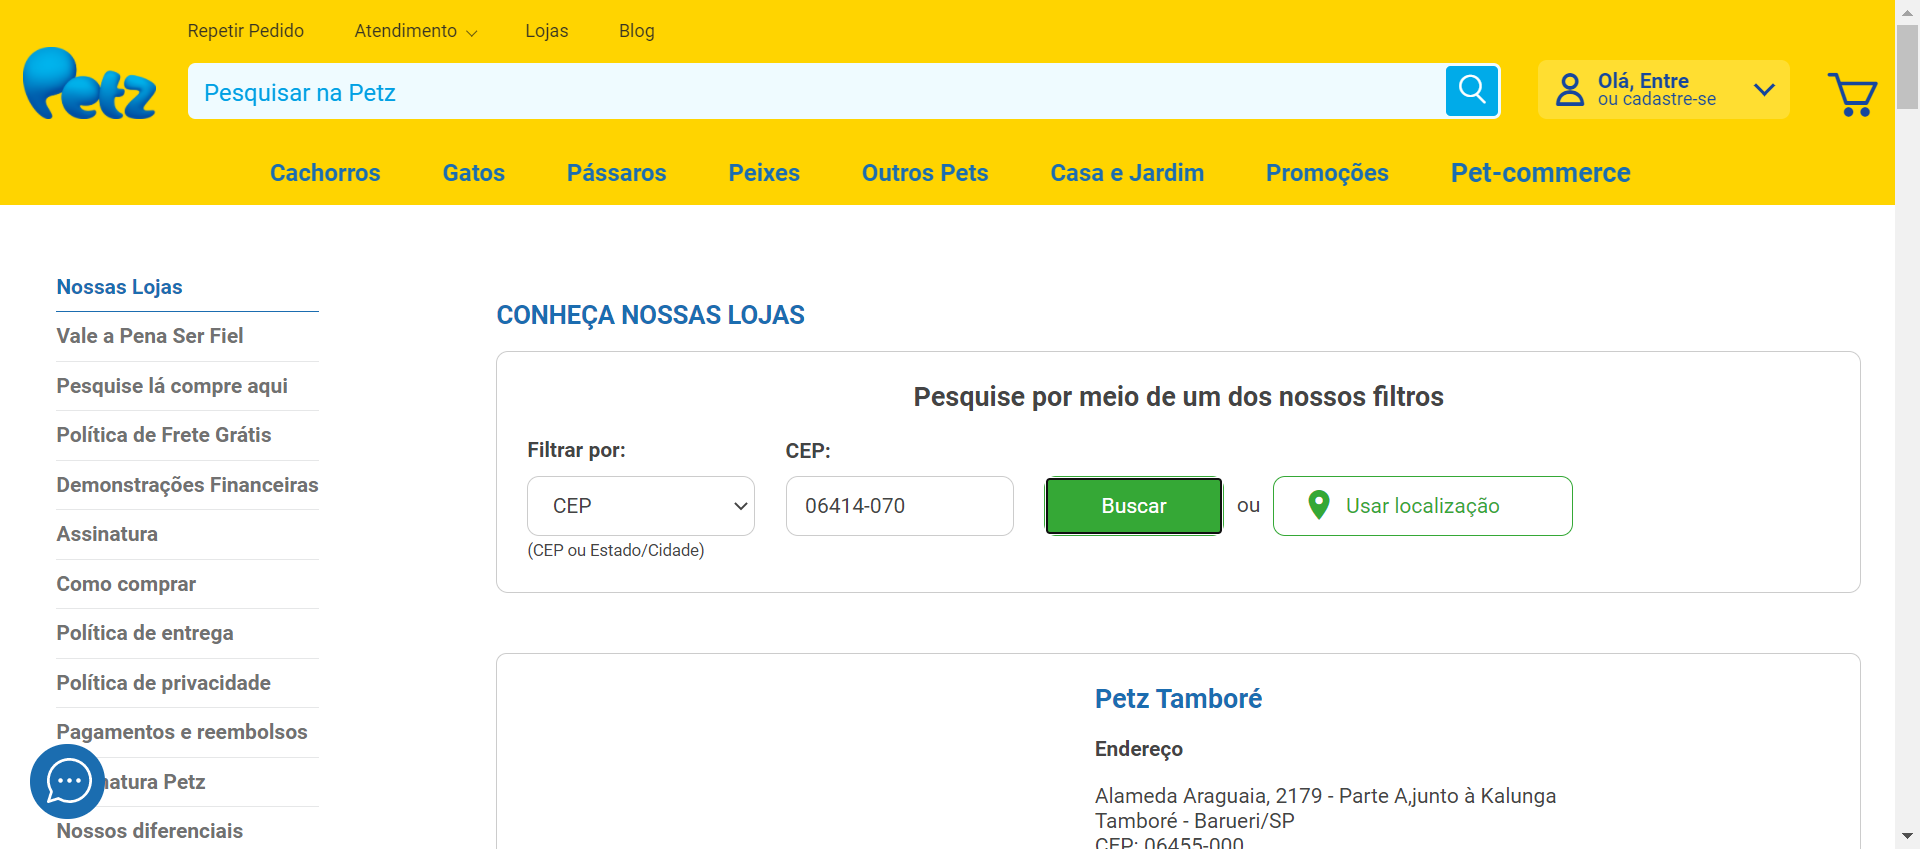 Repetir Pedido
Atendimento
Lojas
Blog
Petz
Pesquisar na Petz
Olá, Entre
ou cadastre-se
Cachorros
Gatos
Pássaros
Peixes
Outros Pets
Casa e Jardim
Promoções
Pet-commerce
Nossas Lojas
Vale a Pena Ser Fiel
Pesquise lá compre aqui
Política de Frete Grátis
Demonstrações Financeiras
Assinatura
Como comprar
Política de entrega
Política de privacidade
Pagamentos e reembolsos
natura Petz
Nossos diferenciais
CONHEÇA NOSSAS LOJAS
Pesquise por meio de um dos nossos filtros
Filtrar por:
CEP:
CEP
06414-070
Buscar
ou
Usar localização
(CEP ou Estado/Cidade)
Petz Tamboré
Endereço
Alameda Araguaia, 2179 - Parte A,junto à Kalunga
Tamboré - Barueri/SP
CEP: 06455-000